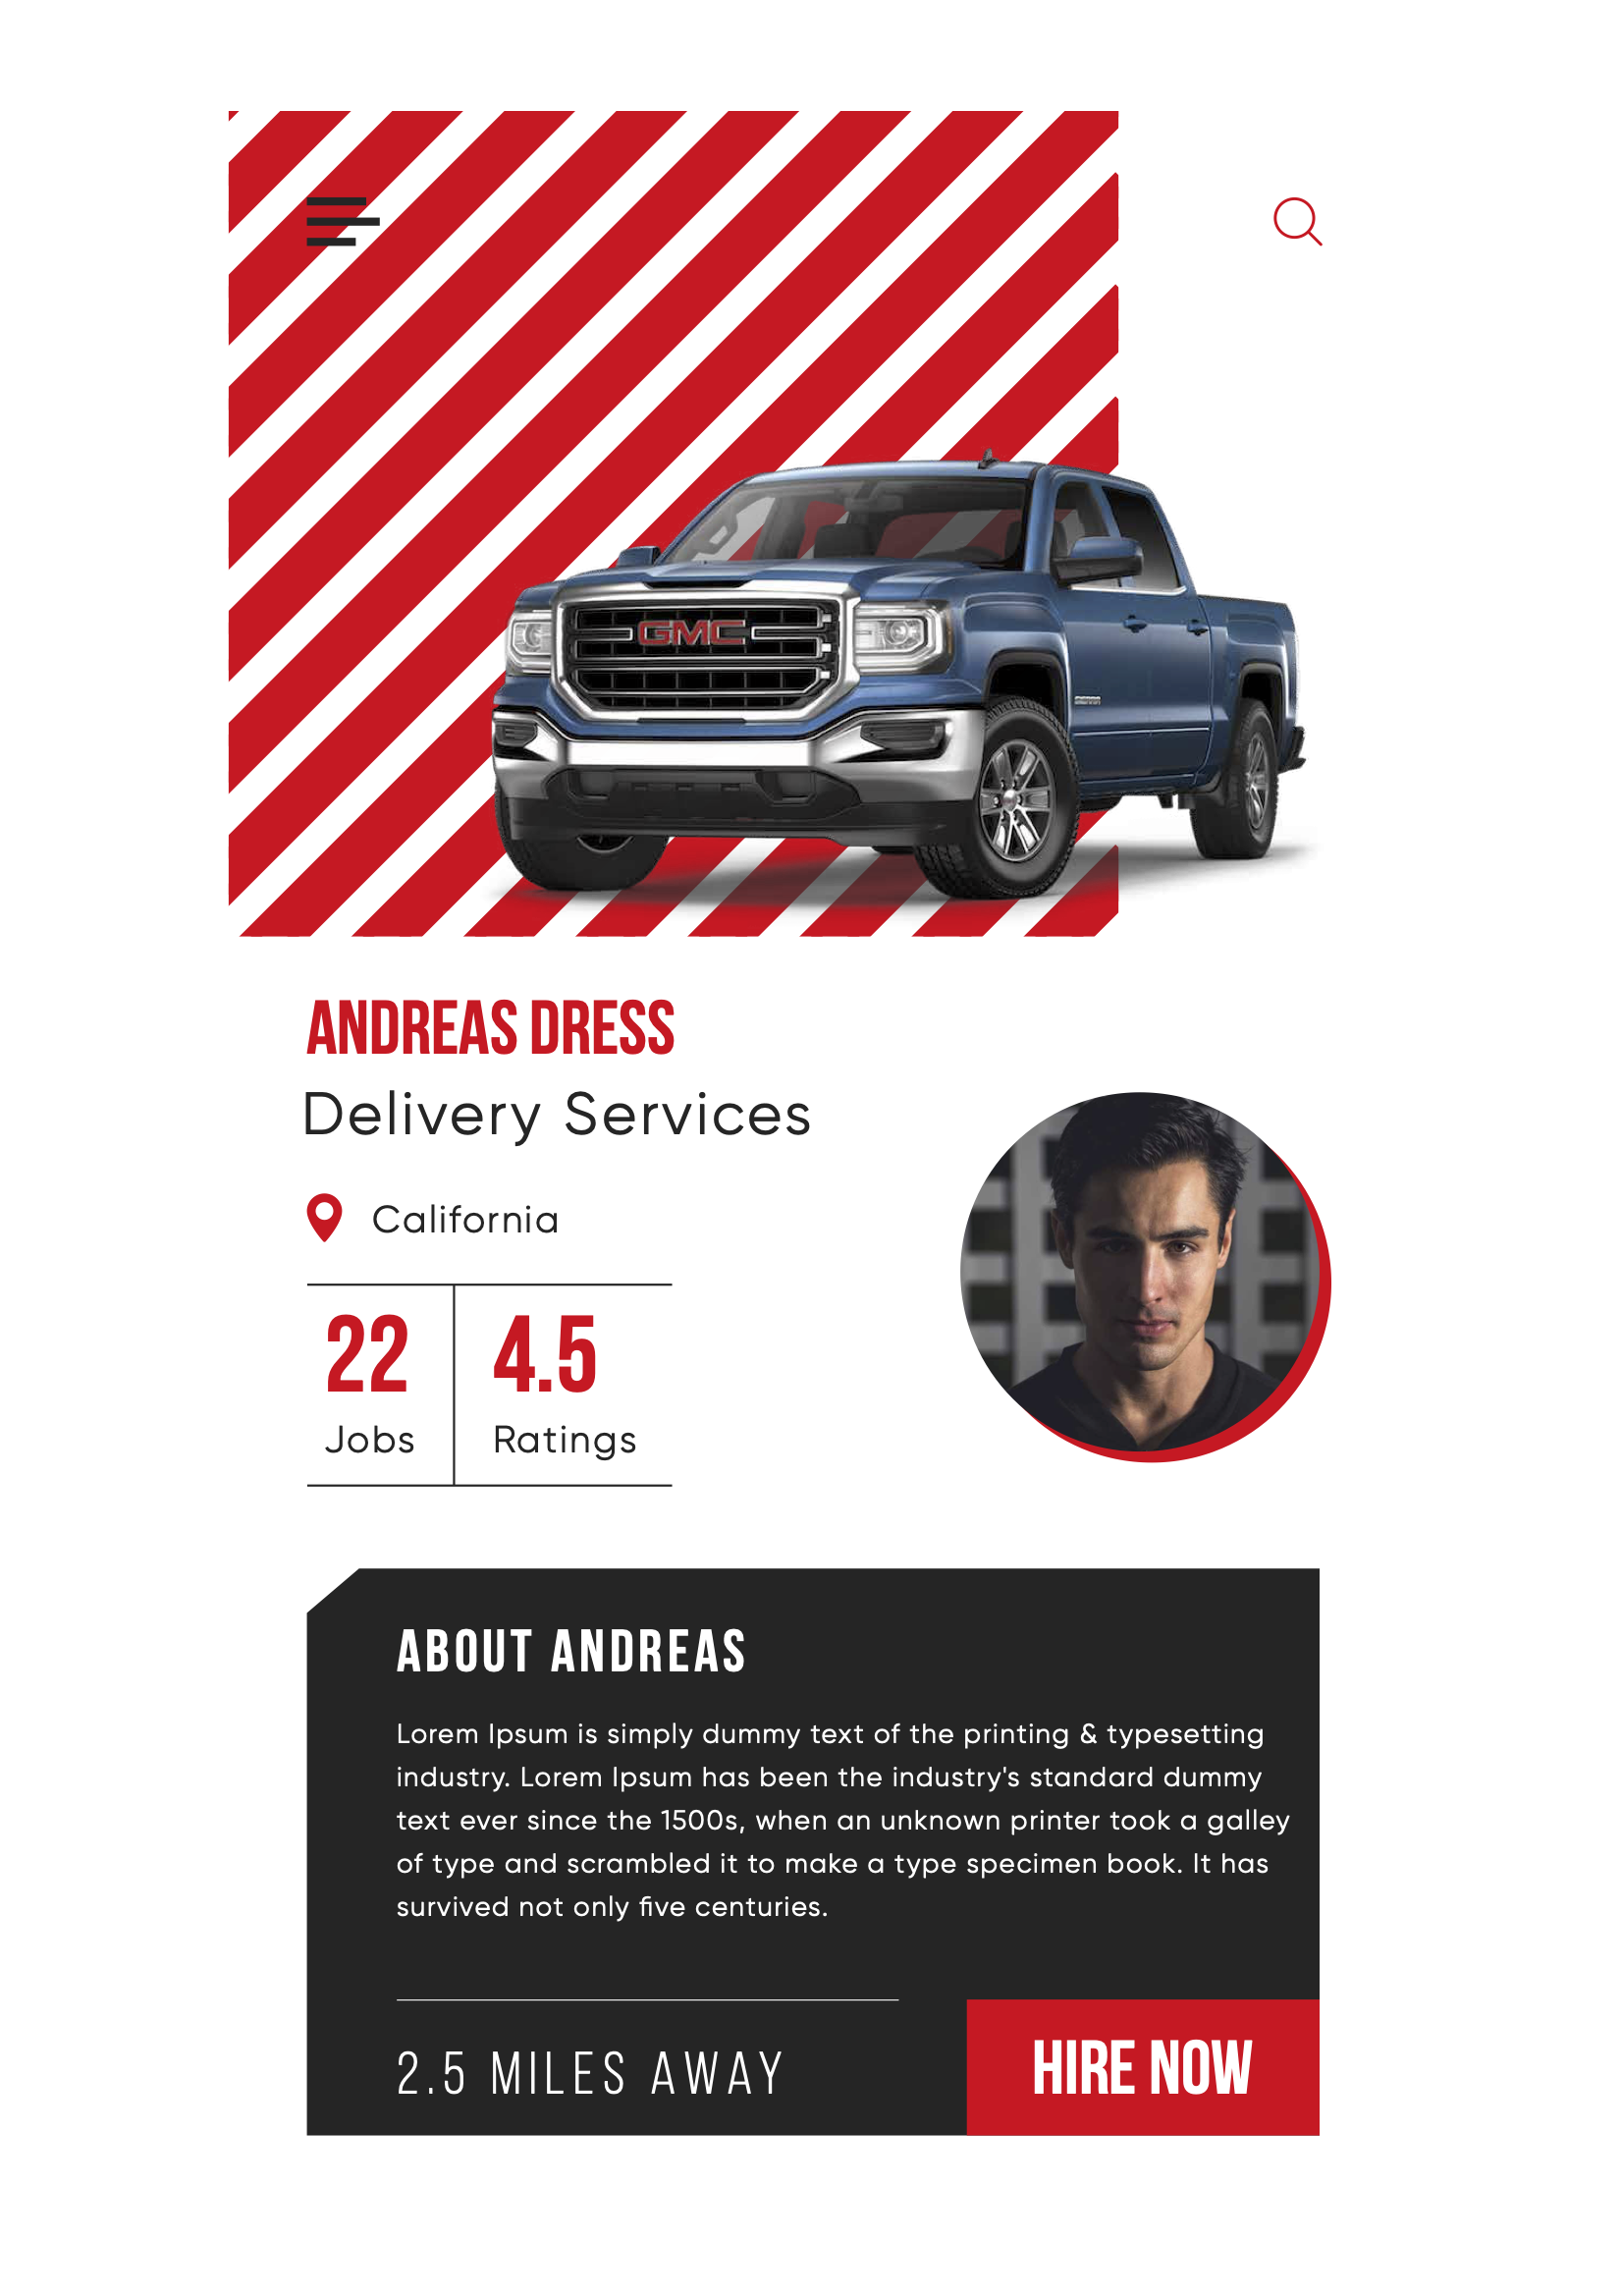 GMC
SIERRA
ANDREAS DRESS
Delivery Services
California
22
Jobs
4.5
Ratings
ABOUT ANDREAS
Lorem Ipsum is simply dummy text of the printing & typesetting
industry. Lorem Ipsum has been the industry's standard dummy
text ever since the 1500s, when an unknown printer took a galley
of type and scrambled it to make a type specimen book. It has
survived not only five centuries.
2.5 MILES AWAY
HIRE NOW